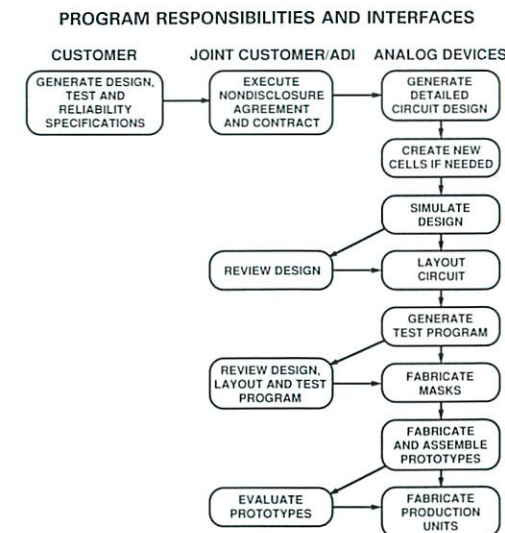 PROGRAM RESPONSIBILITIES AND INTERFACES
CUSTOMER
JOINT CUSTOMER/ADI
ANALOG DEVICES
GENERATE DESIGN,
TEST AND
RELIABILITY
SPECIFICATIONS
EXECUTE
NONDISCLOSURE
AGREEMENT
AND CONTRACT
GENERATE
DETAILED
CIRCUIT DESIGN
CREATE NEW
CELLS IF NEEDED
SIMULATE
DESIGN
REVIEW DESIGN
LAYOUT
CIRCUIT
GENERATE
TEST PROGRAM
REVIEW DESIGN,
LAYOUT AND TEST
PROGRAM
FABRICATE
MASKS
FABRICATE
AND ASSEMBLE
PROTOTYPES
EVALUATE
PROTOTYPES
FABRICATE
PRODUCTION
UNITS